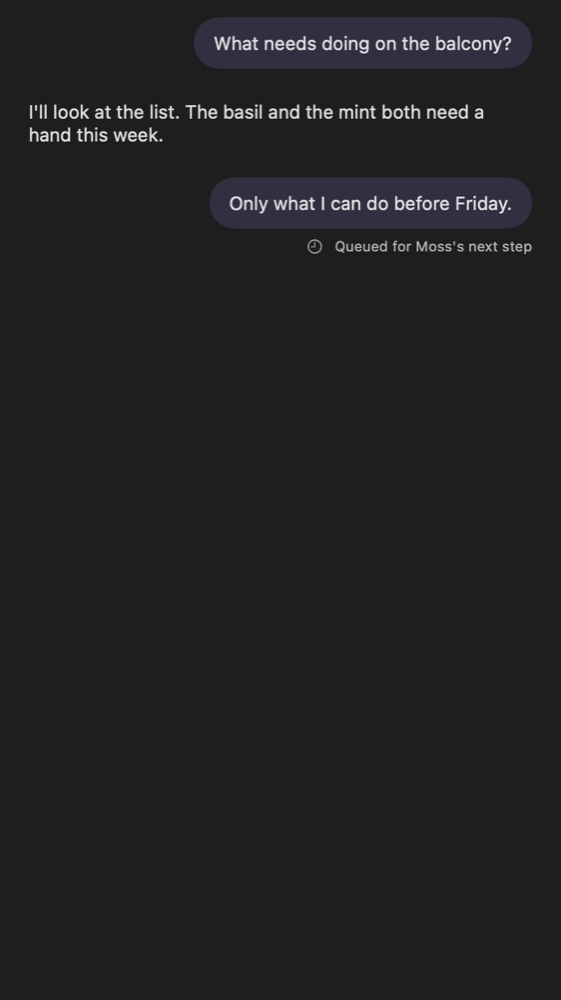 What needs doing on the balcony?
I'll look at the list. The basil and the mint both need a
hand this week.
Only what I can do before Friday.
Queued for Moss's next step